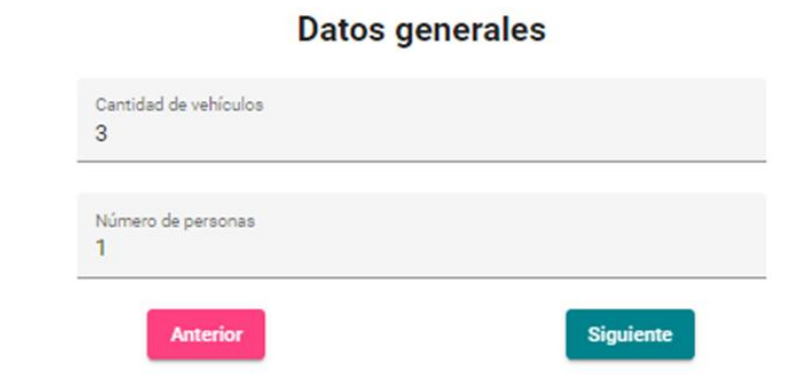 Datos generales
Cantidad de vehículos
3
Número de personas
1
Anterior
Siguiente